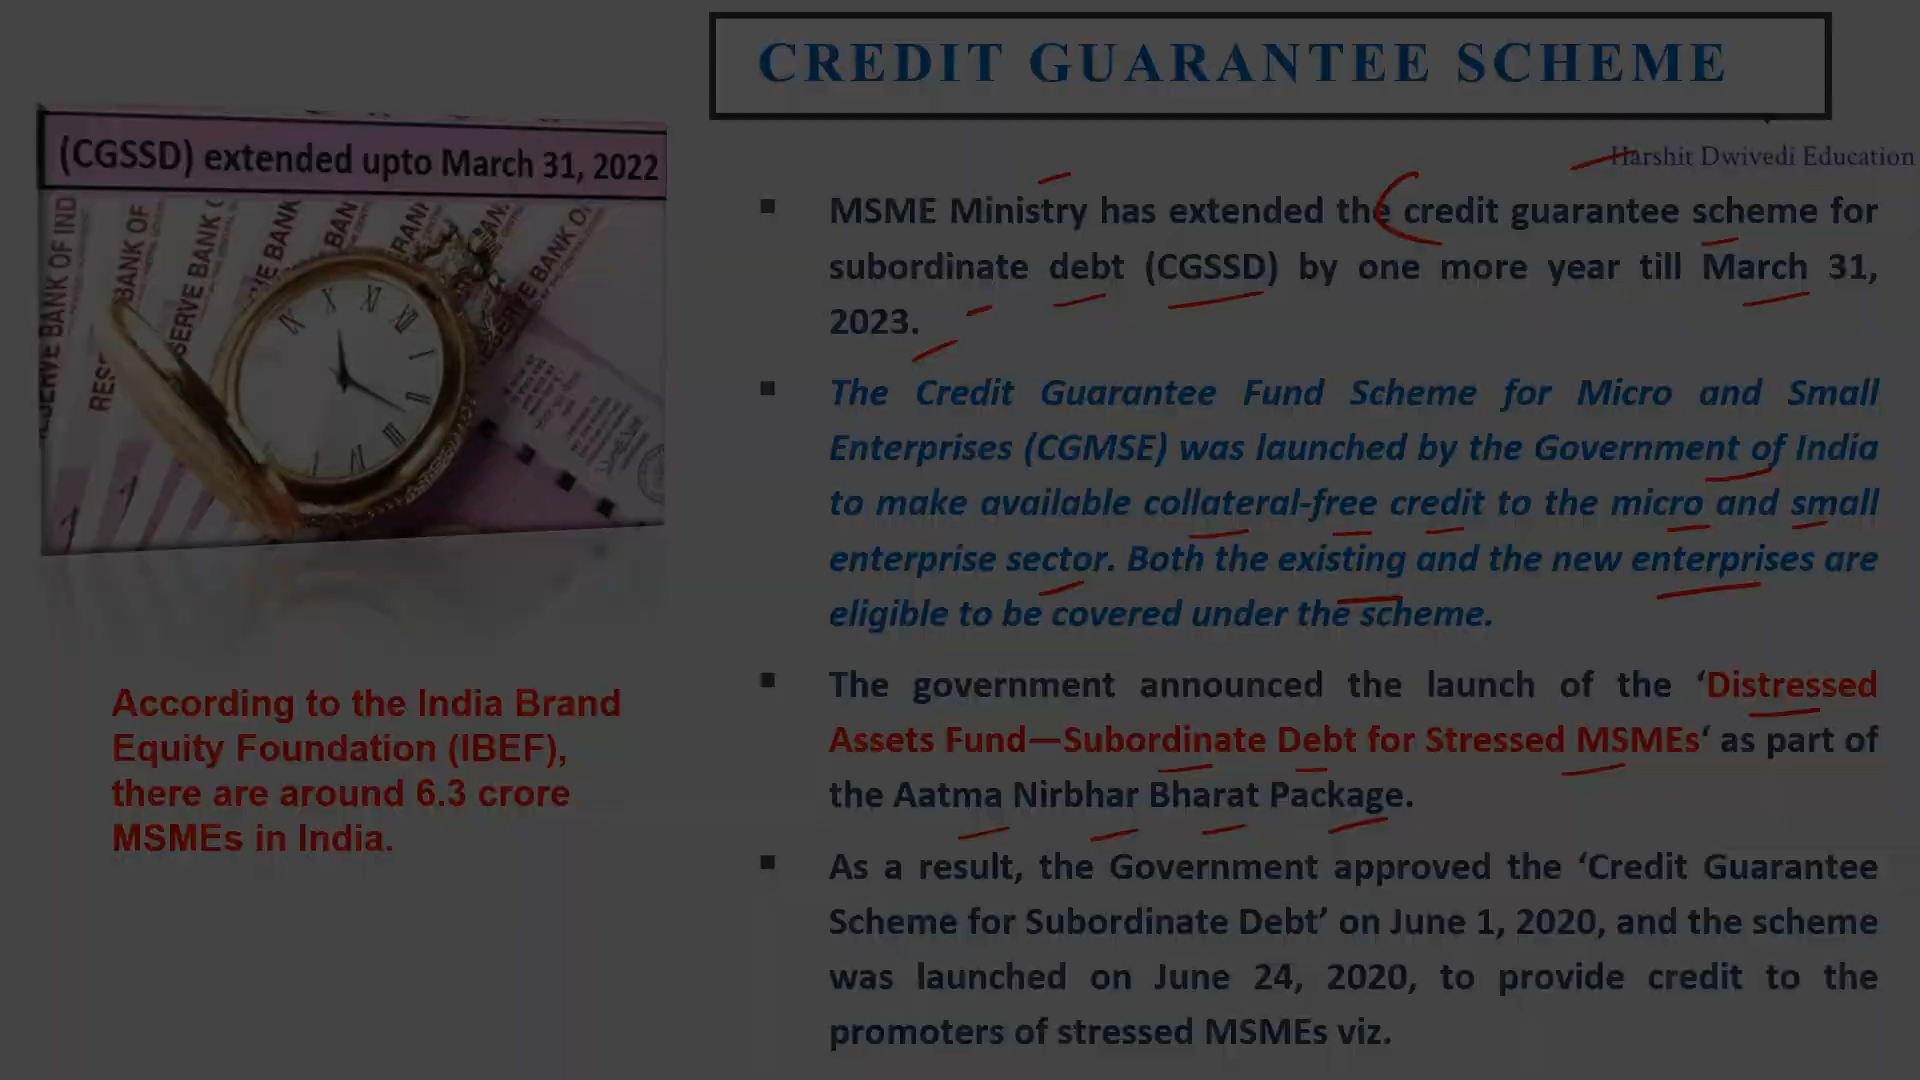 CREDIT GUARANTEE SCHEME
Harshit Dwivedi Education
(CGSSD) extended upto March 31, 2022
MSME Ministry has extended the credit guarantee scheme for
subordinate debt (CGSSD) by one more year till March 31,
2023.
The Credit Guarantee Fund Scheme for Micro and Small
Enterprises (CGMSE) was launched by the Government of India
to make available collateral-free credit to the micro and small
enterprise sector. Both the existing and the new enterprises are
eligible to be covered under the scheme.
The government announced the launch of the ‘Distressed
Assets Fund—Subordinate Debt for Stressed MSMEs‘ as part of
the Aatma Nirbhar Bharat Package.
As a result, the Government approved the ‘Credit Guarantee
Scheme for Subordinate Debt’ on June 1, 2020, and the scheme
was launched on June 24, 2020, to provide credit to the
promoters of stressed MSMEs viz.
According to the India Brand
Equity Foundation (IBEF),
there are around 6.3 crore
MSMEs in India.